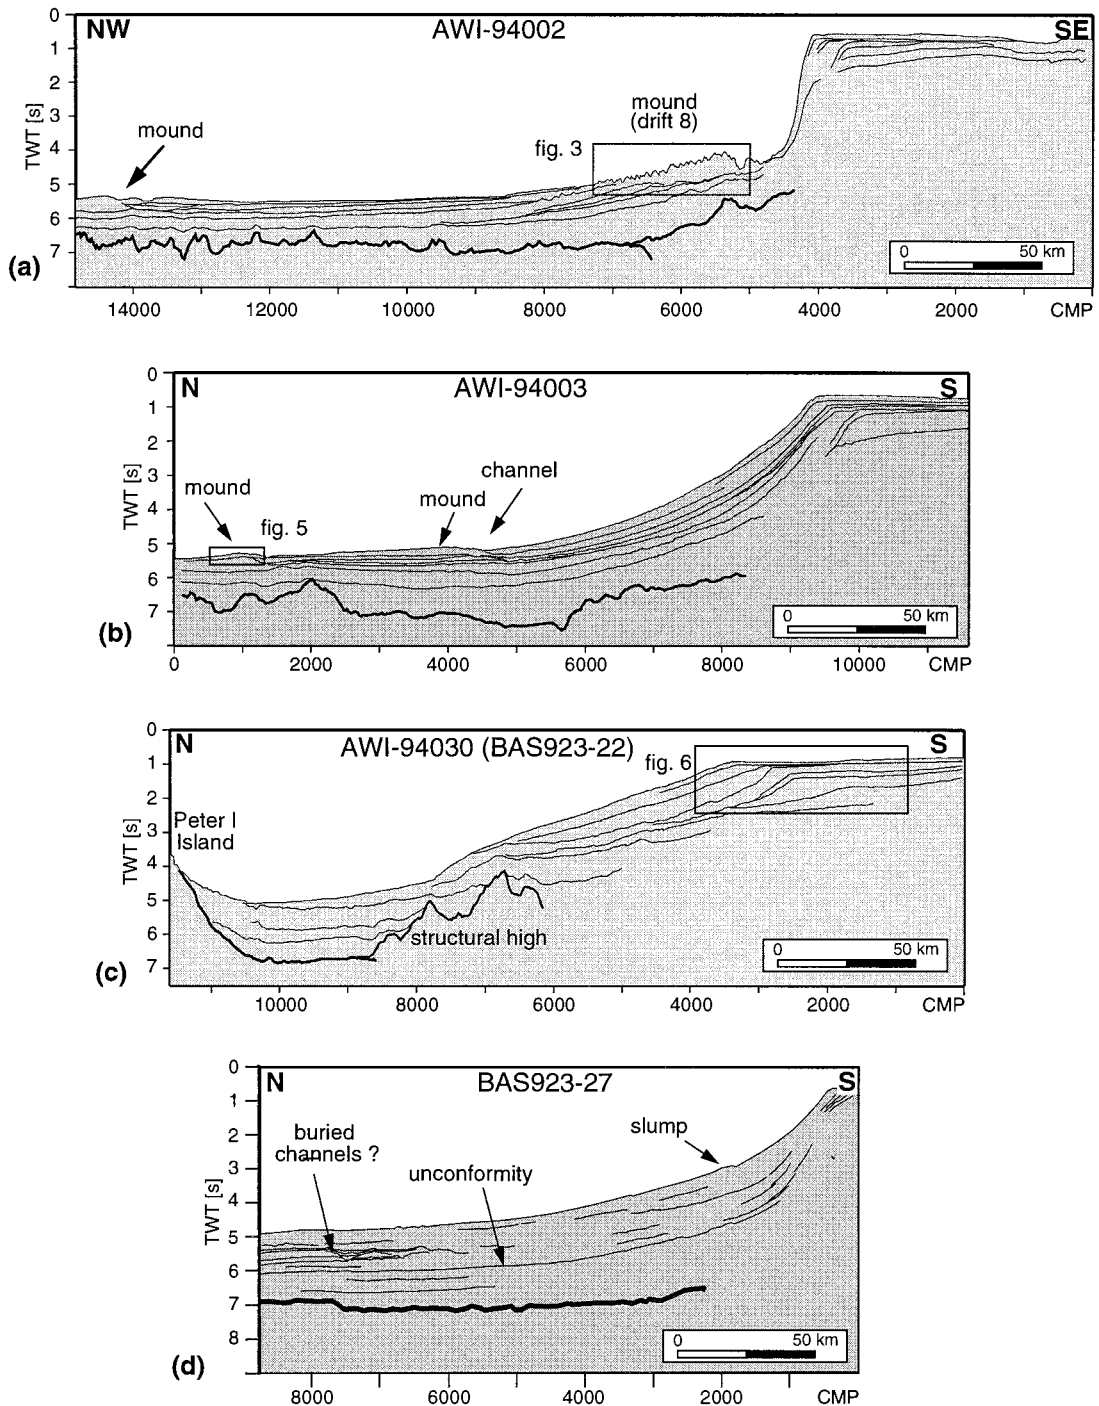 0
NW
AWI-94002
SE
1
2
3
4
5
6
7
TWT [s]
mound
mound
(drift 8)
fig. 3
0 50 km
(a)
14000 12000 10000 8000 6000 4000 2000 CMP
0
N
AWI-94003
S
1
2
3
4
5
6
7
TWT [s]
mound
fig. 5
mound
channel
0 50 km
(b)
0 2000 4000 6000 8000 10000 CMP
0
N
AWI-94030 (BAS923-22)
S
1
2
3
4
5
6
7
TWT [s]
fig. 6
Peter I
Island
structural high
0 50 km
(c)
10000 8000 6000 4000 2000 CMP
0
N
BAS923-27
S
1
2
3
4
5
6
7
8
TWT [s]
buried
channels ?
unconformity
slump
0 50 km
(d)
8000 6000 4000 2000 CMP